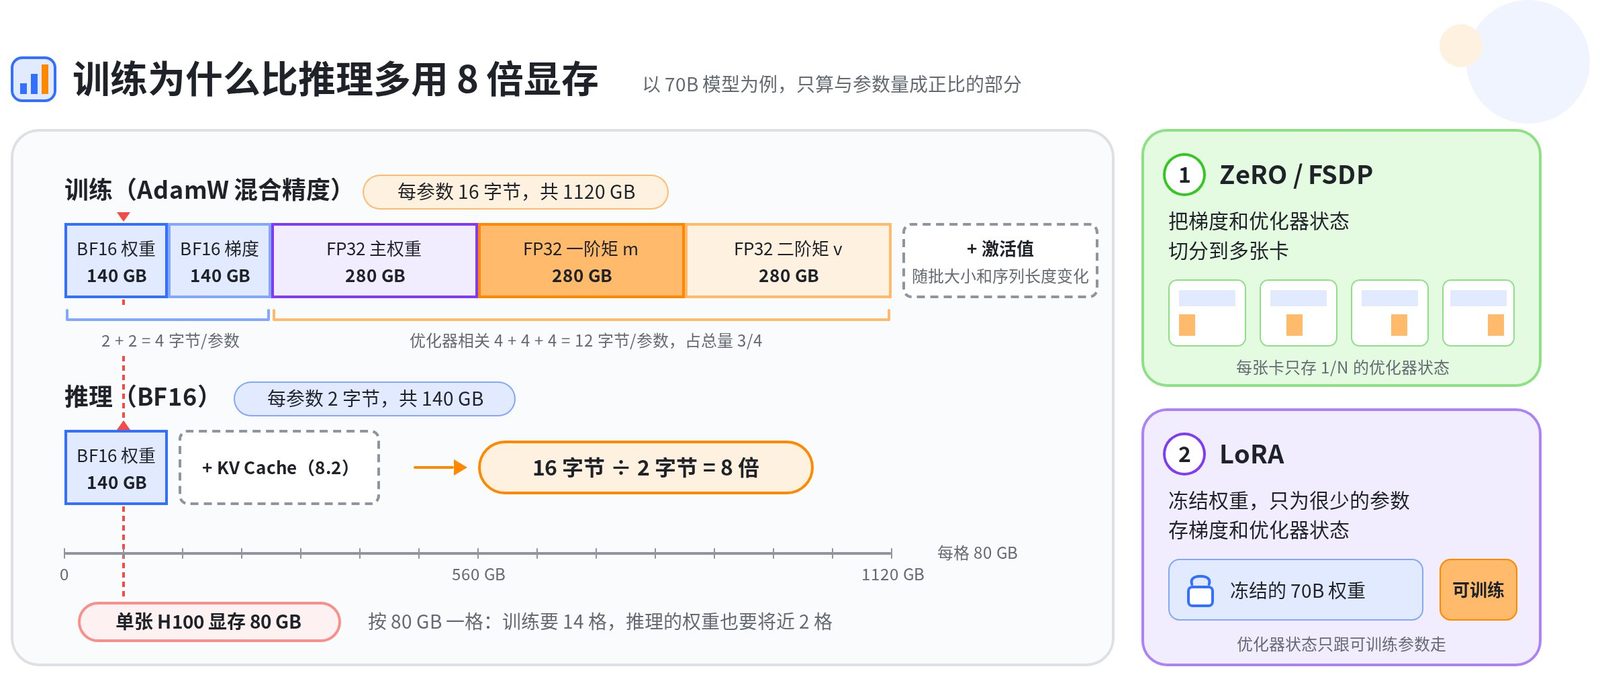 训练为什么比推理多用 8 倍显存
以 70B 模型为例，只算与参数量成正比的部分
训练（AdamW 混合精度）
每参数 16 字节，共 1120 GB
BF16 权重
140 GB
BF16 梯度
140 GB
FP32 主权重
280 GB
FP32 一阶矩 m
280 GB
FP32 二阶矩 v
280 GB
+ 激活值
随批大小和序列长度变化
2 + 2 = 4 字节/参数
优化器相关 4 + 4 + 4 = 12 字节/参数，占总量 3/4
推理（BF16）
每参数 2 字节，共 140 GB
BF16 权重
140 GB
+ KV Cache（8.2）
16 字节 ÷ 2 字节 = 8 倍
每格 80 GB
0
560 GB
1120 GB
单张 H100 显存 80 GB
按 80 GB 一格：训练要 14 格，推理的权重也要将近 2 格
1
ZeRO / FSDP
把梯度和优化器状态
切分到多张卡
每张卡只存 1/N 的优化器状态
2
LoRA
冻结权重，只为很少的参数
存梯度和优化器状态
冻结的 70B 权重
可训练
优化器状态只跟可训练参数走